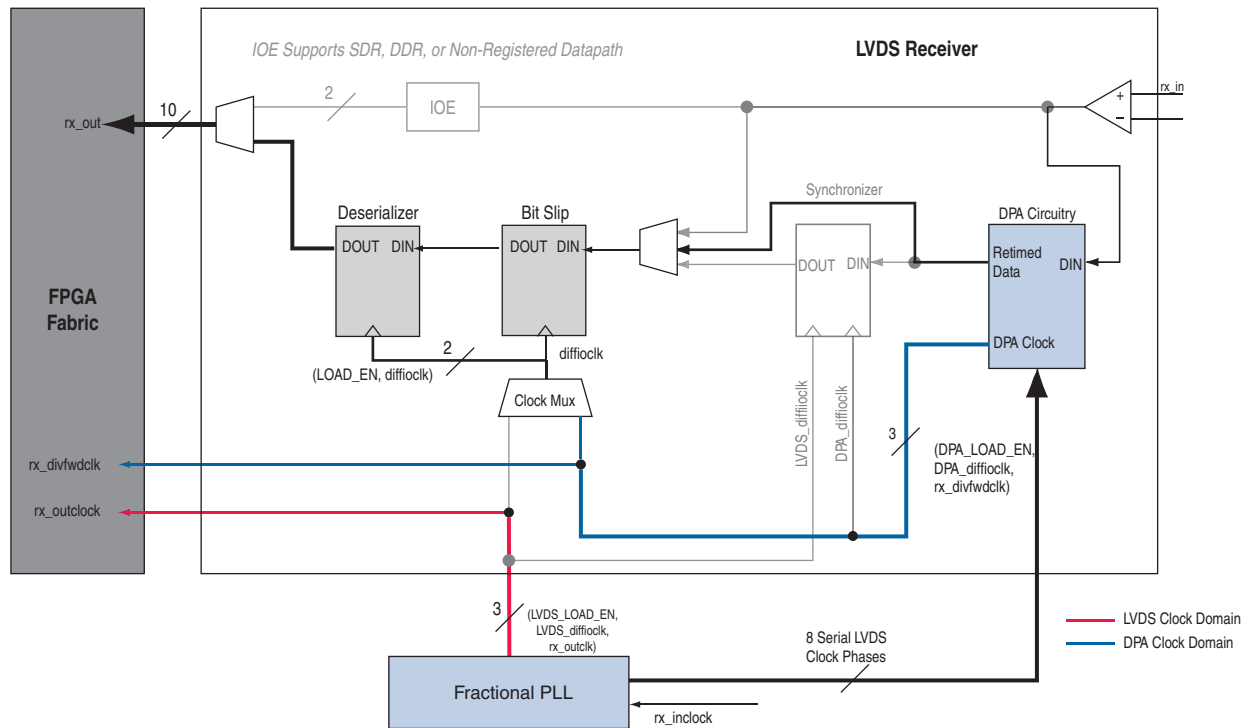 IOE Supports SDR, DDR, or Non-Registered Datapath
LVDS Receiver
2
IOE
+
−
rx_in
10
rx_out
Synchronizer
Deserializer
Bit Slip
DPA Circuitry
DOUT DIN
DOUT DIN
DOUT DIN
Retimed
Data
DIN
FPGA
Fabric
DPA Clock
2
diffioclk
(LOAD_EN, diffioclk)
Clock Mux
LVDS_diffiioclk
DPA_diffioclk
3
(DPA_LOAD_EN,
DPA_diffioclk,
rx_divfwdclk)
rx_divfwdclk
rx_outclock
3
(LVDS_LOAD_EN,
LVDS_diffioclk,
rx_outclk)
8 Serial LVDS
Clock Phases
LVDS Clock Domain
DPA Clock Domain
Fractional PLL
rx_inclock